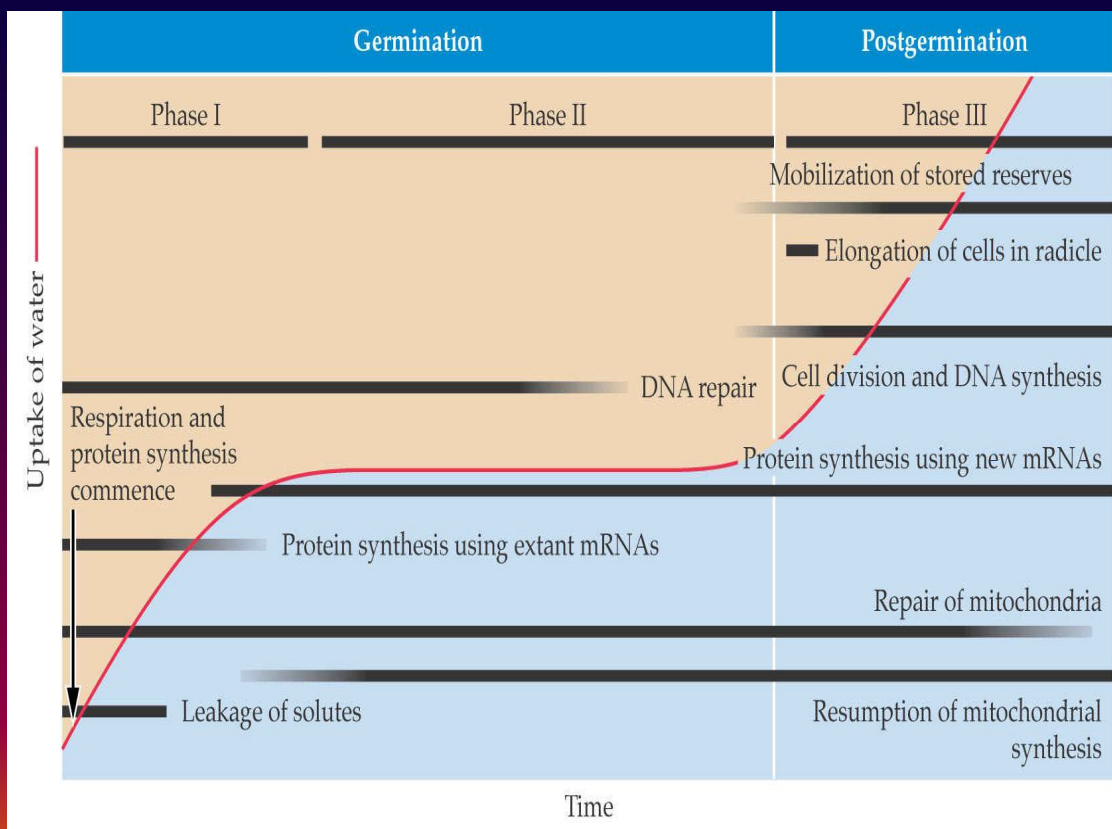 Germination
Postgermination
Phase I
Phase II
Phase III
Mobilization of stored reserves
Elongation of cells in radicle
Cell division and DNA synthesis
DNA repair
Uptake of water
Respiration and
protein synthesis
commence
Protein synthesis using new mRNAs
Protein synthesis using extant mRNAs
Repair of mitochondria
Leakage of solutes
Resumption of mitochondrial
synthesis
Time